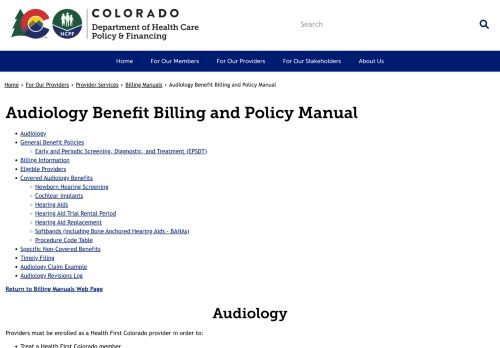 COLORADO
Department of Health Care
Policy & Financing
HCPF
Search
Home
For Our Members
For Our Providers
For Our Stakeholders
About Us
Home › For Our Providers › Provider Services › Billing Manuals › Audiology Benefit Billing and Policy Manual
Audiology Benefit Billing and Policy Manual
Audiology
General Benefit Policies
Early and Periodic Screening, Diagnostic, and Treatment (EPSDT)
Billing Information
Eligible Providers
Covered Audiology Benefits
Newborn Hearing Screening
Cochlear Implants
Hearing Aids
Hearing Aid Trial Rental Period
Hearing Aid Replacement
Softbands (including Bone Anchored Hearing Aids - BAHAs)
Procedure Code Table
Specific Non-Covered Benefits
Timely Filing
Audiology Claim Example
Audiology Revisions Log
Return to Billing Manuals Web Page
Audiology
Providers must be enrolled as a Health First Colorado provider in order to:
Treat a Health First Colorado member